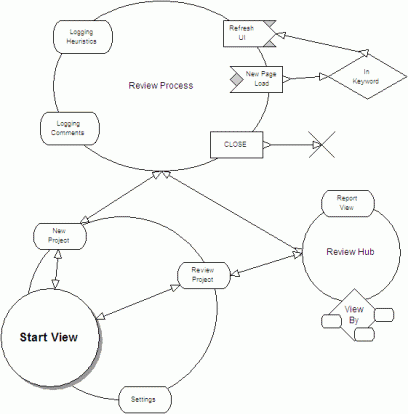 Logging
Heuristics
Refresh
UI
Review Process
New Page
Load
In
Keyword
Logging
Comments
CLOSE
New
Project
Report
View
Review
Project
Review Hub
View
By
Start View
Settings